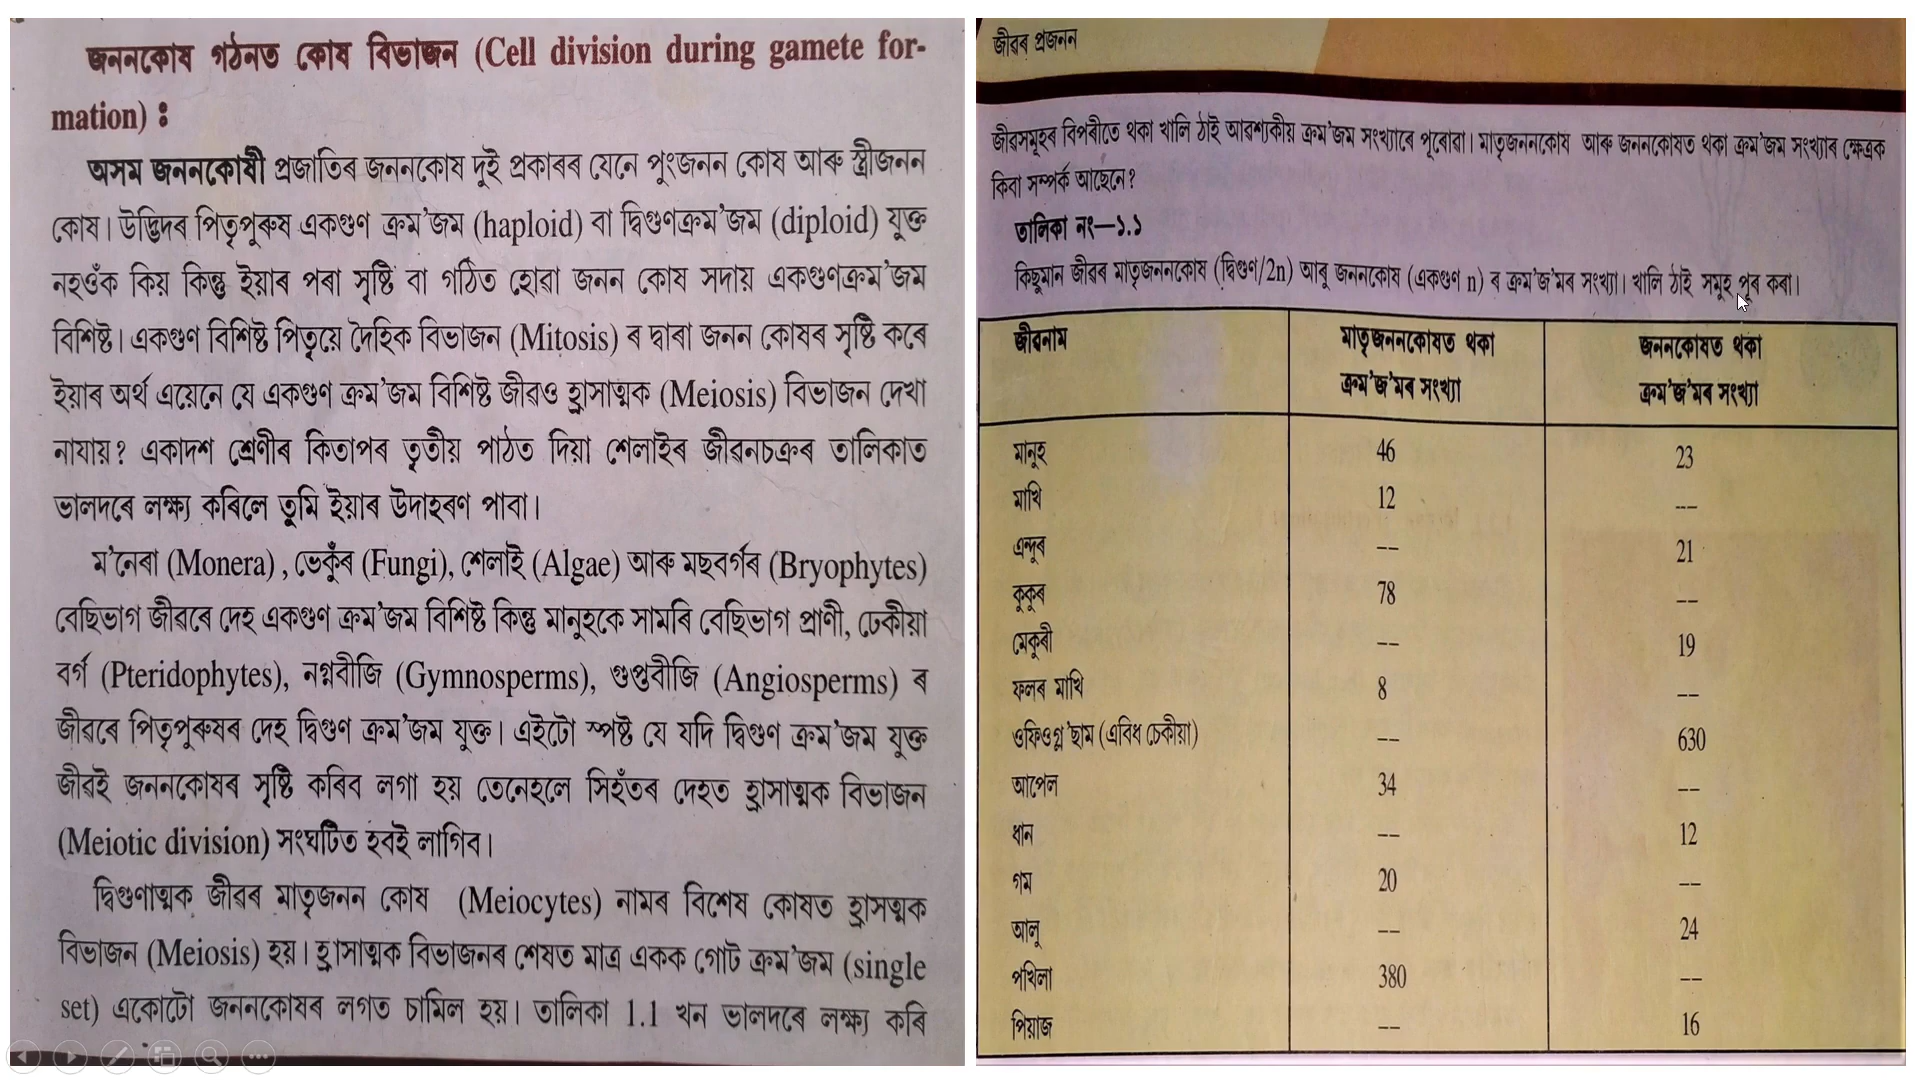 জননকোষ গঠনত কোষ বিভাজন (Cell division during gamete for-
mation) :
অসম জননকোষী প্ৰজাতিৰ জননকোষ দুই প্ৰকাৰৰ যেনে পুংজনন কোষ আৰু স্ত্ৰীজনন
কোষ। উদ্ভিদৰ পিতৃপুৰুষ একগুণ ক্ৰম'জম (haploid) বা দ্বিগুণক্ৰম'জম (diploid) যুক্ত
নহওঁক কিয় কিন্তু ইয়াৰ পৰা সৃষ্টি বা গঠিত হোৱা জনন কোষ সদায় একগুণক্ৰম'জম
বিশিষ্ট। একগুণ বিশিষ্ট পিতৃয়ে দৈহিক বিভাজন (Mitosis) ৰ দ্বাৰা জনন কোষৰ সৃষ্টি কৰে
ইয়াৰ অৰ্থ এয়েনে যে একগুণ ক্ৰম'জম বিশিষ্ট জীৱও হ্ৰাসাত্মক (Meiosis) বিভাজন দেখা
নাযায়? একাদশ শ্ৰেণীৰ কিতাপৰ তৃতীয় পাঠত দিয়া শেলাইৰ জীৱনচক্ৰৰ তালিকাত
ভালদৰে লক্ষ্য কৰিলে তুমি ইয়াৰ উদাহৰণ পাবা।
ম'নেৰা (Monera) , ভেকুঁৰ (Fungi), শেলাই (Algae) আৰু মছবৰ্গৰ (Bryophytes)
বেছিভাগ জীৱৰে দেহ একগুণ ক্ৰম'জম বিশিষ্ট কিন্তু মানুহকে সামৰি বেছিভাগ প্ৰাণী, ঢেকীয়া
বৰ্গ (Pteridophytes), নগ্নবীজি (Gymnosperms), গুপ্তবীজি (Angiosperms) ৰ
জীৱৰে পিতৃপুৰুষৰ দেহ দ্বিগুণ ক্ৰম'জম যুক্ত। এইটো স্পষ্ট যে যদি দ্বিগুণ ক্ৰম'জম যুক্ত
জীৱই জননকোষৰ সৃষ্টি কৰিব লগা হয় তেনেহলে সিহঁতৰ দেহত হ্ৰাসাত্মক বিভাজন
(Meiotic division) সংঘটিত হবই লাগিব।
দ্বিগুণাত্মক জীৱৰ মাতৃজনন কোষ (Meiocytes) নামৰ বিশেষ কোষত হ্ৰাসত্মক
বিভাজন (Meiosis) হয়। হ্ৰাসাত্মক বিভাজনৰ শেষত মাত্ৰ একক গোট ক্ৰম'জম (single
set) একোটো জননকোষৰ লগত চামিল হয়। তালিকা 1.1 খন ভালদৰে লক্ষ্য কৰি
জীৱৰ প্ৰজনন
জীৱসমূহৰ বিপৰীতে থকা খালি ঠাই আৱশ্যকীয় ক্ৰম'জম সংখ্যাৰে পূৰোৱা। মাতৃজননকোষ আৰু জননকোষত থকা ক্ৰম'জম সংখ্যাৰ ক্ষেত্ৰক
কিবা সম্পৰ্ক আছেনে?
তালিকা নং—১.১
কিছুমান জীৱৰ মাতৃজননকোষ (দ্বিগুণ/2n) আৰু জননকোষ (একগুণ n) ৰ ক্ৰম'জ'মৰ সংখ্যা। খালি ঠাই সমূহ পূৰ কৰা।
জীৱনাম মাতৃজননকোষত থকা জননকোষত থকা
ক্ৰম'জ'মৰ সংখ্যা ক্ৰম'জ'মৰ সংখ্যা
মানুহ 46 23
মাখি 12 ---
এন্দুৰ -- 21
কুকুৰ 78 --
মেকুৰী -- 19
ফলৰ মাখি 8 --
ওফিওগ্ল'ছাম (এবিধ ঢেকীয়া) -- 630
আপেল 34 --
ধান -- 12
গম 20 --
আলু -- 24
পখিলা 380 --
পিয়াজ -- 16